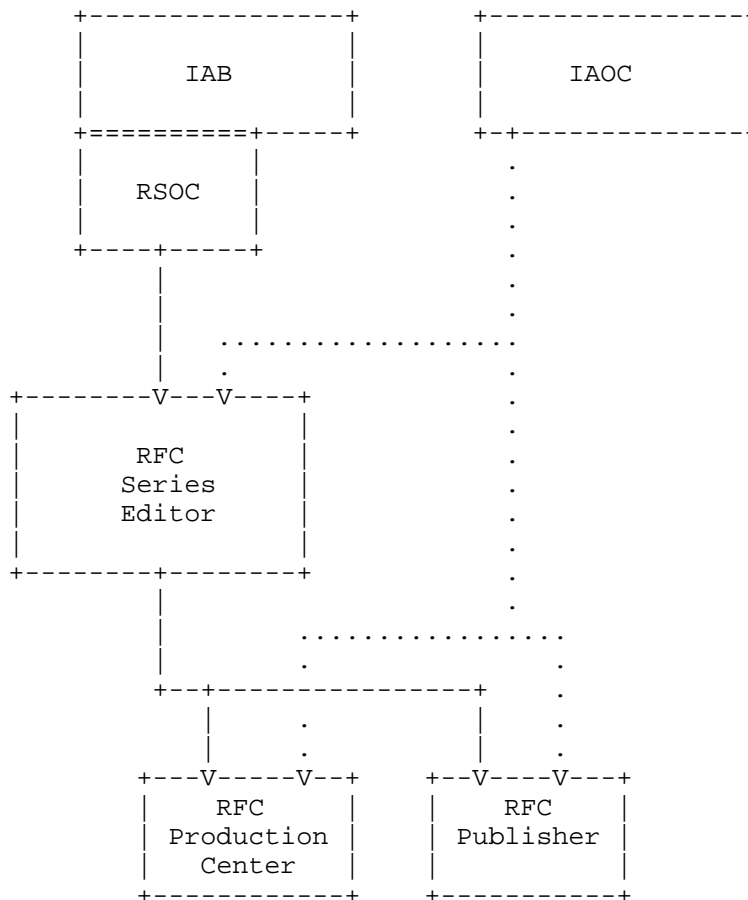 IAB
IAOC
RSOC
RFC
Series
Editor
RFC
Production
Center
RFC
Publisher